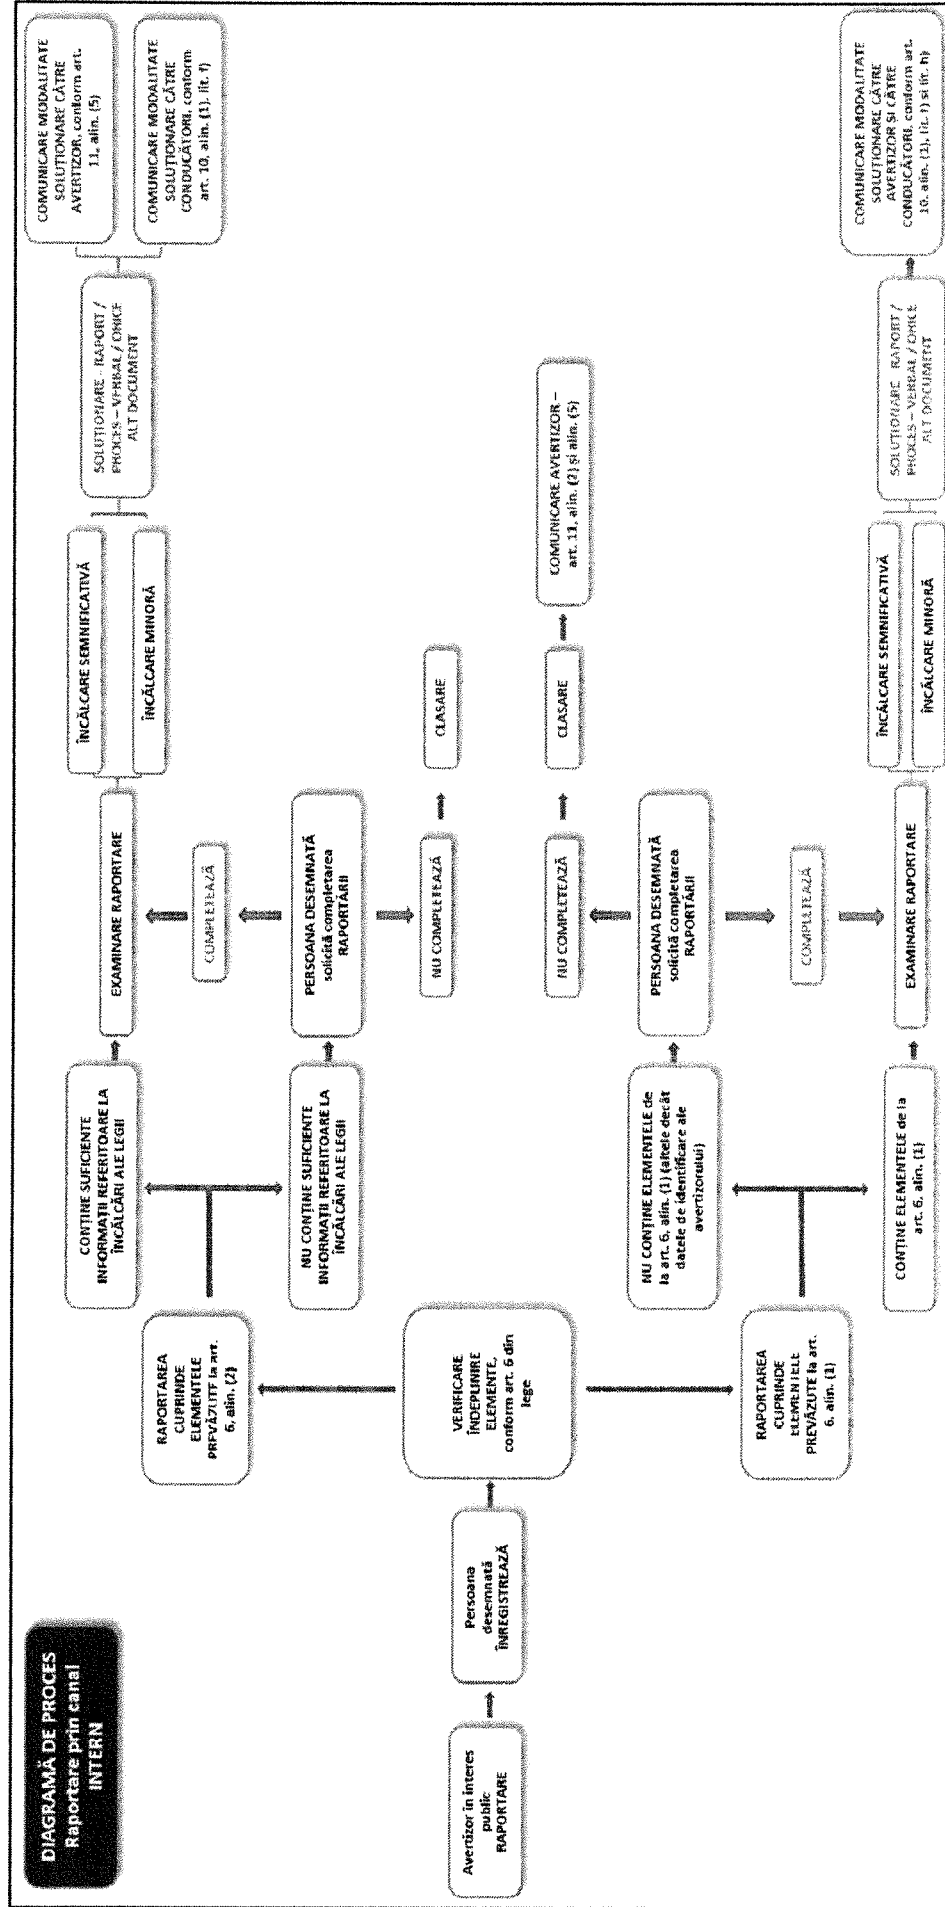 DIAGRAMĂ DE PROCES
Raportare prin canal
INTERN
Avertizor în interes
public
RAPORTARE
Persoana
desemnată
ÎNREGISTREAZĂ
VERIFICARE
ÎNDEPLINIRE
ELEMENTE,
conform art. 6 din
lege
RAPORTAREA
CUPRINDE
ELEMENTELE
PREVĂZUTE la art.
6, alin. (2)
CONȚINE SUFICIENTE
INFORMAȚII REFERITOARE LA
ÎNCĂLCĂRI ALE LEGII
EXAMINARE RAPORTARE
ÎNCĂLCARE SEMNIFICATIVĂ
ÎNCĂLCARE MINORĂ
SOLUȚIONARE - RAPORT /
PROCES – VERBAL / ORICE
ALT DOCUMENT
COMUNICARE MODALITATE
SOLUȚIONARE CĂTRE
AVERTIZOR, conform art.
11, alin. (5)
COMUNICARE MODALITATE
SOLUȚIONARE CĂTRE
CONDUCĂTORI, conform
art. 10, alin. (1), lit. f)
COMPLETEAZĂ
NU CONȚINE SUFICIENTE
INFORMAȚII REFERITOARE LA
ÎNCĂLCĂRI ALE LEGII
PERSOANA DESEMNATĂ
solicită completarea
RAPORTĂRII
NU COMPLETEAZĂ
CLASARE
NU COMPLETEAZĂ
CLASARE
COMUNICARE AVERTIZOR –
art. 11, alin. (2) și alin. (5)
NU CONȚINE ELEMENTELE de
la art. 6, alin. (1) (altele decât
datele de identificare ale
avertizorului)
PERSOANA DESEMNATĂ
solicită completarea
RAPORTĂRII
COMPLETEAZĂ
RAPORTAREA
CUPRINDE
ELEMENTELE
PREVĂZUTE la art.
6, alin. (1)
CONȚINE ELEMENTELE de la
art. 6, alin. (1)
EXAMINARE RAPORTARE
ÎNCĂLCARE SEMNIFICATIVĂ
ÎNCĂLCARE MINORĂ
SOLUȚIONARE RAPORT /
PROCES – VERBAL / ORICE
ALT DOCUMENT
COMUNICARE MODALITATE
SOLUȚIONARE CĂTRE
AVERTIZOR SI CĂTRE
CONDUCĂTORI, conform art.
10, alin. (2), lit. f) si lit. h)